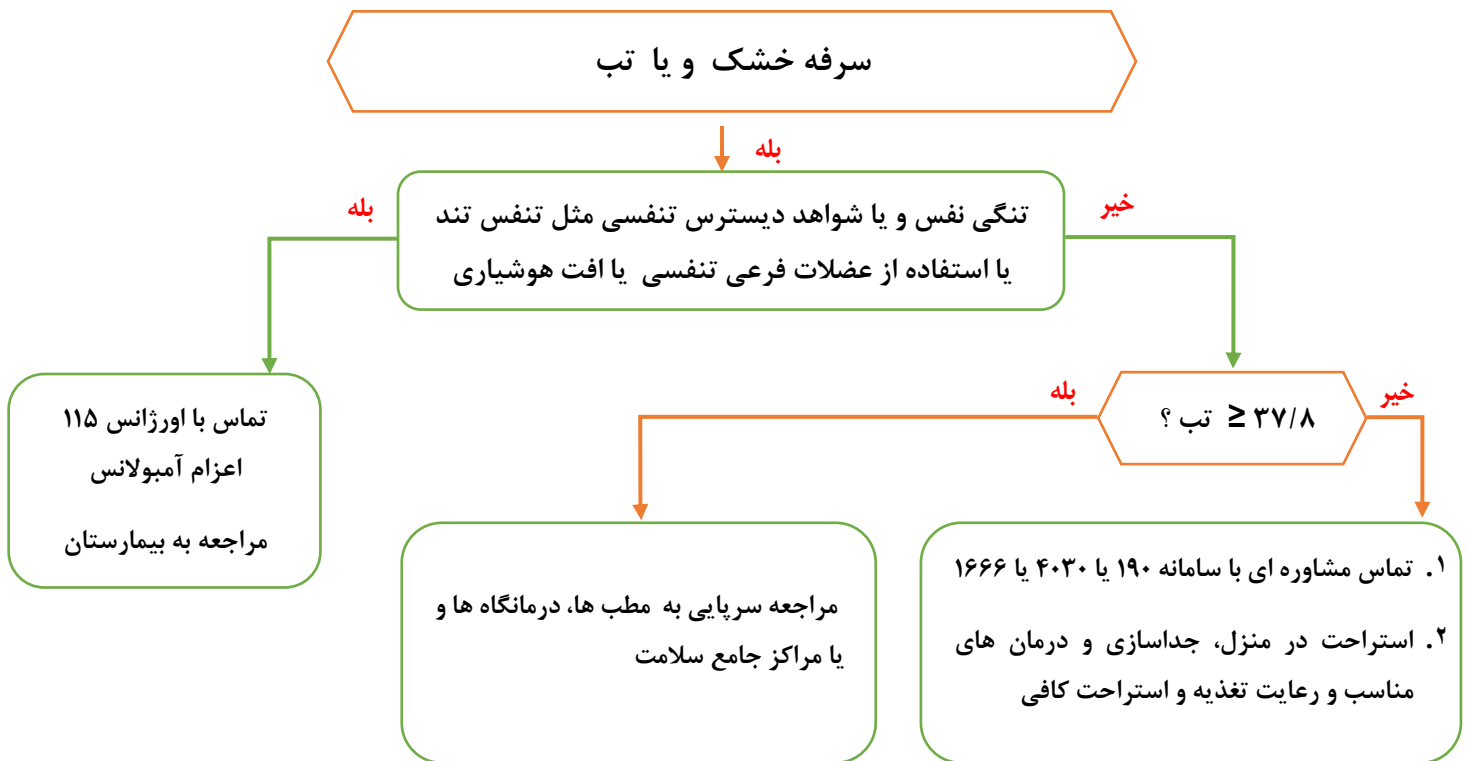 سرفه خشک و یا تب
بله
خیر
تنگی نفس و یا شواهد دیسترس تنفسی مثل تنفس تند
یا استفاده از عضلات فرعی تنفسی یا افت هوشیاری
بله
خیر
۳۷/۸ ≤ تب ؟
بله
تماس با اورژانس ۱۱۵
اعزام آمبولانس
مراجعه به بیمارستان
۱. تماس مشاوره ای با سامانه ۱۹۰ یا ۴۰۳۰ یا ۱۶۶۶
۲. استراحت در منزل، جداسازی و درمان های
مناسب و رعایت تغذیه و استراحت کافی
مراجعه سرپایی به مطب ها، درمانگاه ها و
یا مراکز جامع سلامت